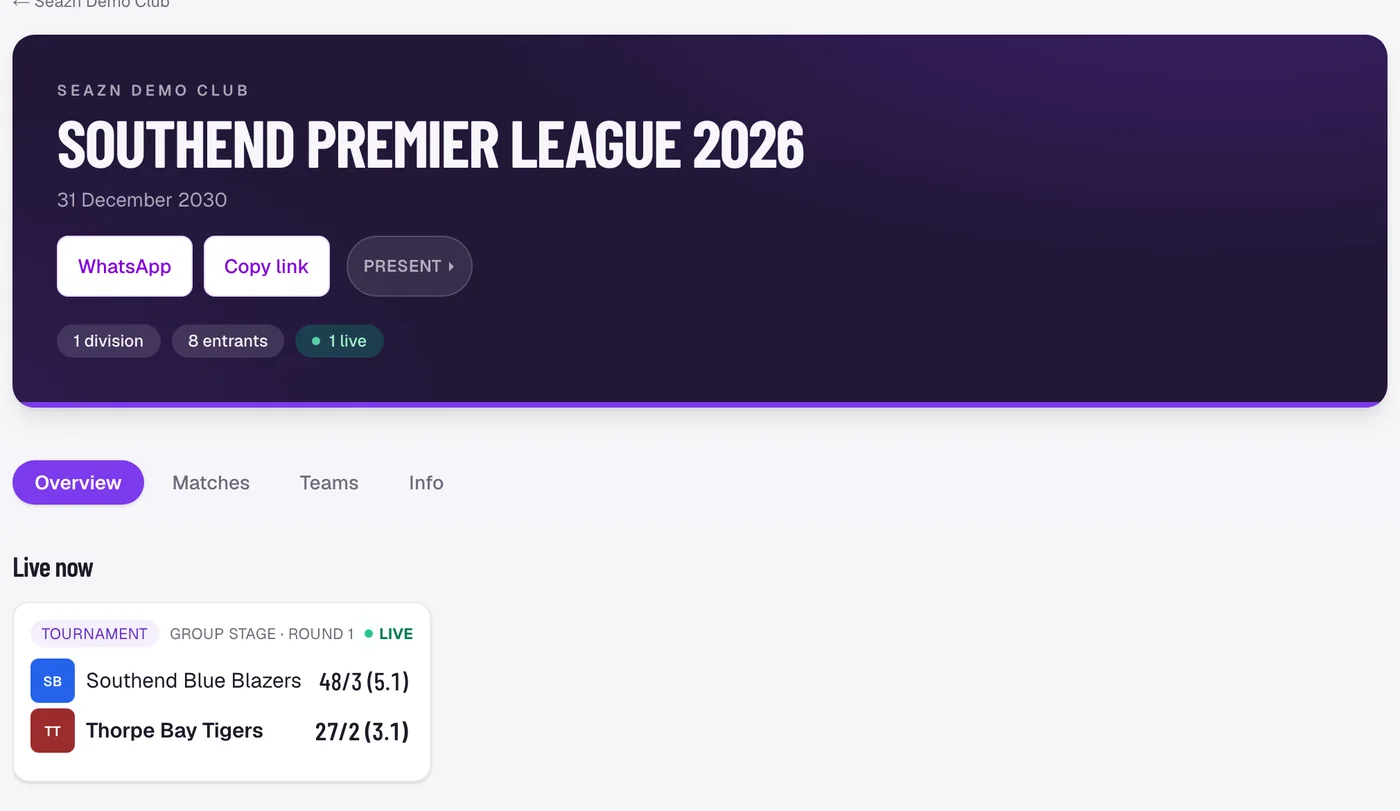 ← Seazn Demo Club
SEAZN DEMO CLUB
SOUTHEND PREMIER LEAGUE 2026
31 December 2030
WhatsApp Copy link PRESENT
1 division 8 entrants 1 live
Overview Matches Teams Info
Live now
TOURNAMENT GROUP STAGE · ROUND 1 LIVE
SB Southend Blue Blazers 48/3 (5.1)
TT Thorpe Bay Tigers 27/2 (3.1)